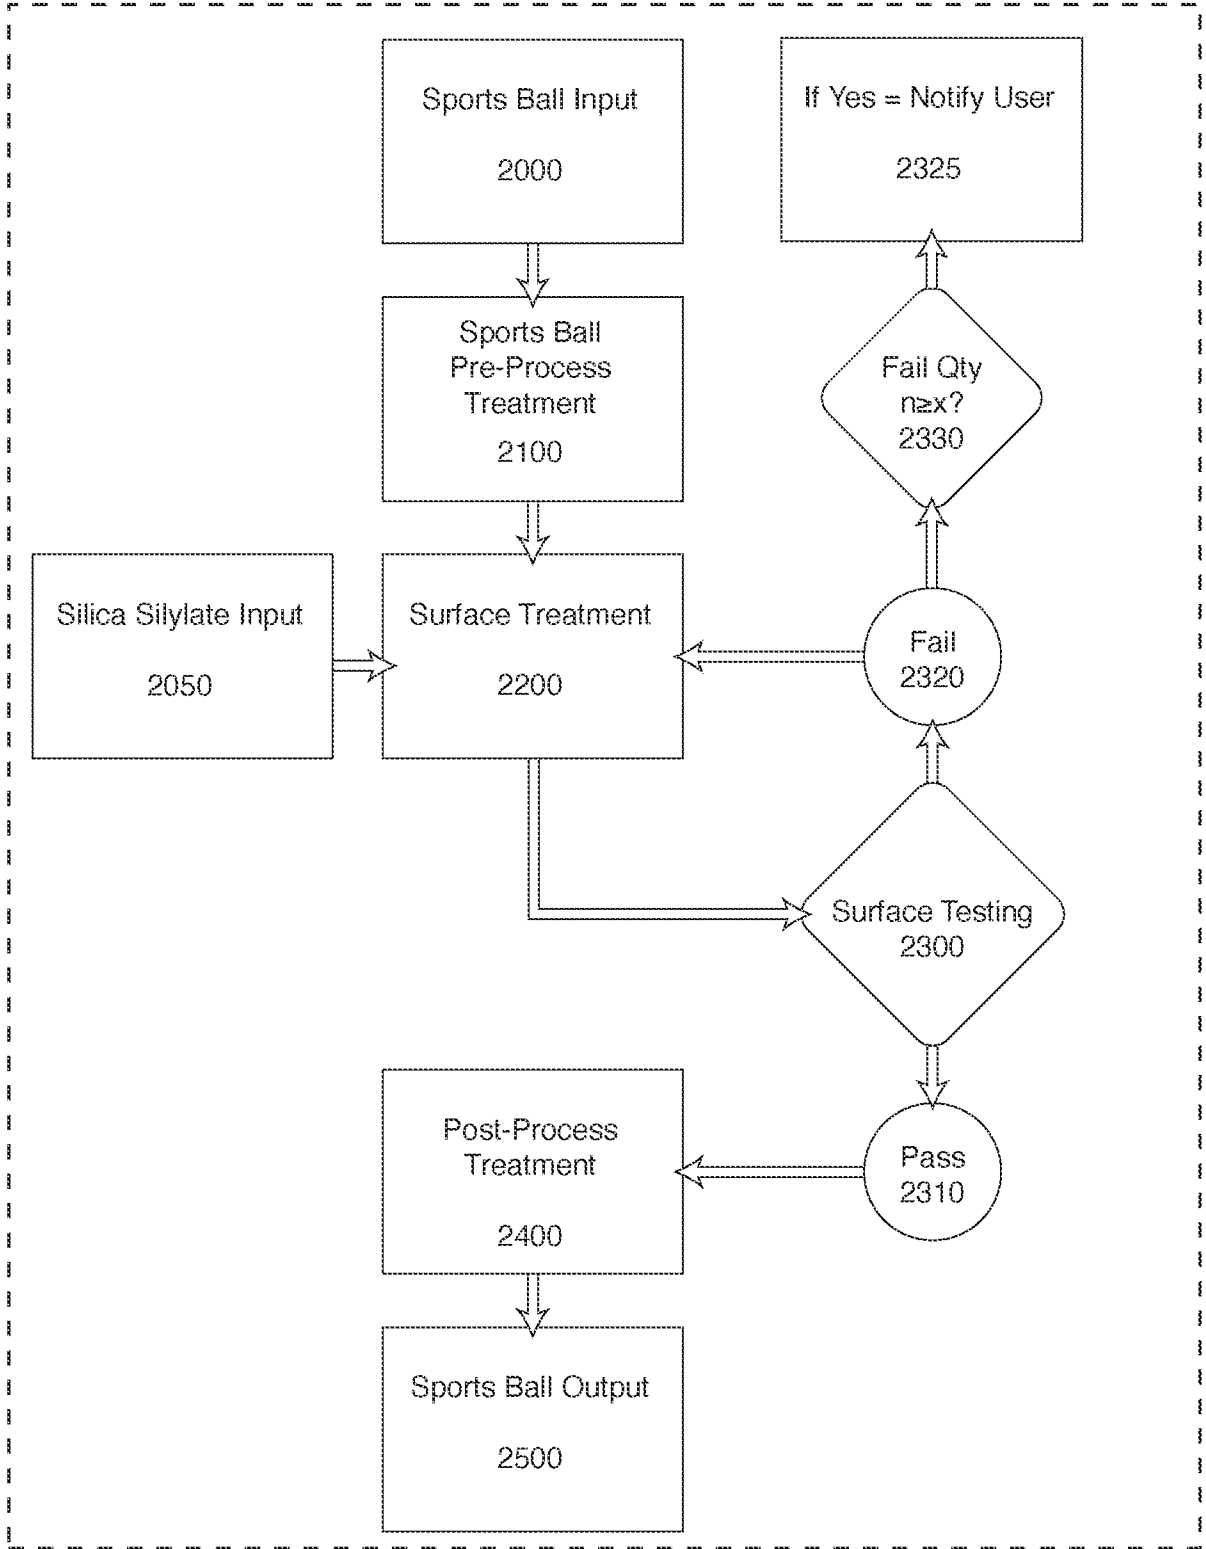 Sports Ball Input
2000
If Yes = Notify User
2325
Sports Ball
Pre-Process
Treatment
2100
Fail Qty
n≥x?
2330
Silica Silylate Input
2050
Surface Treatment
2200
Fail
2320
Surface Testing
2300
Post-Process
Treatment
2400
Pass
2310
Sports Ball Output
2500